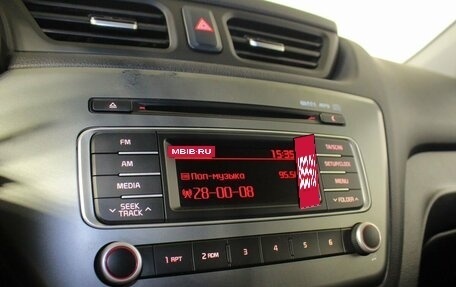 FM
AM
MEDIA
SEEK
TRACK
MBIB.RU
15:35
Поп-музыка 95.5
28-00-08
TA/SCAN
SETUP/CLOCK
MENU
FOLDER
1 RPT
2 RDM
3
4
5
6